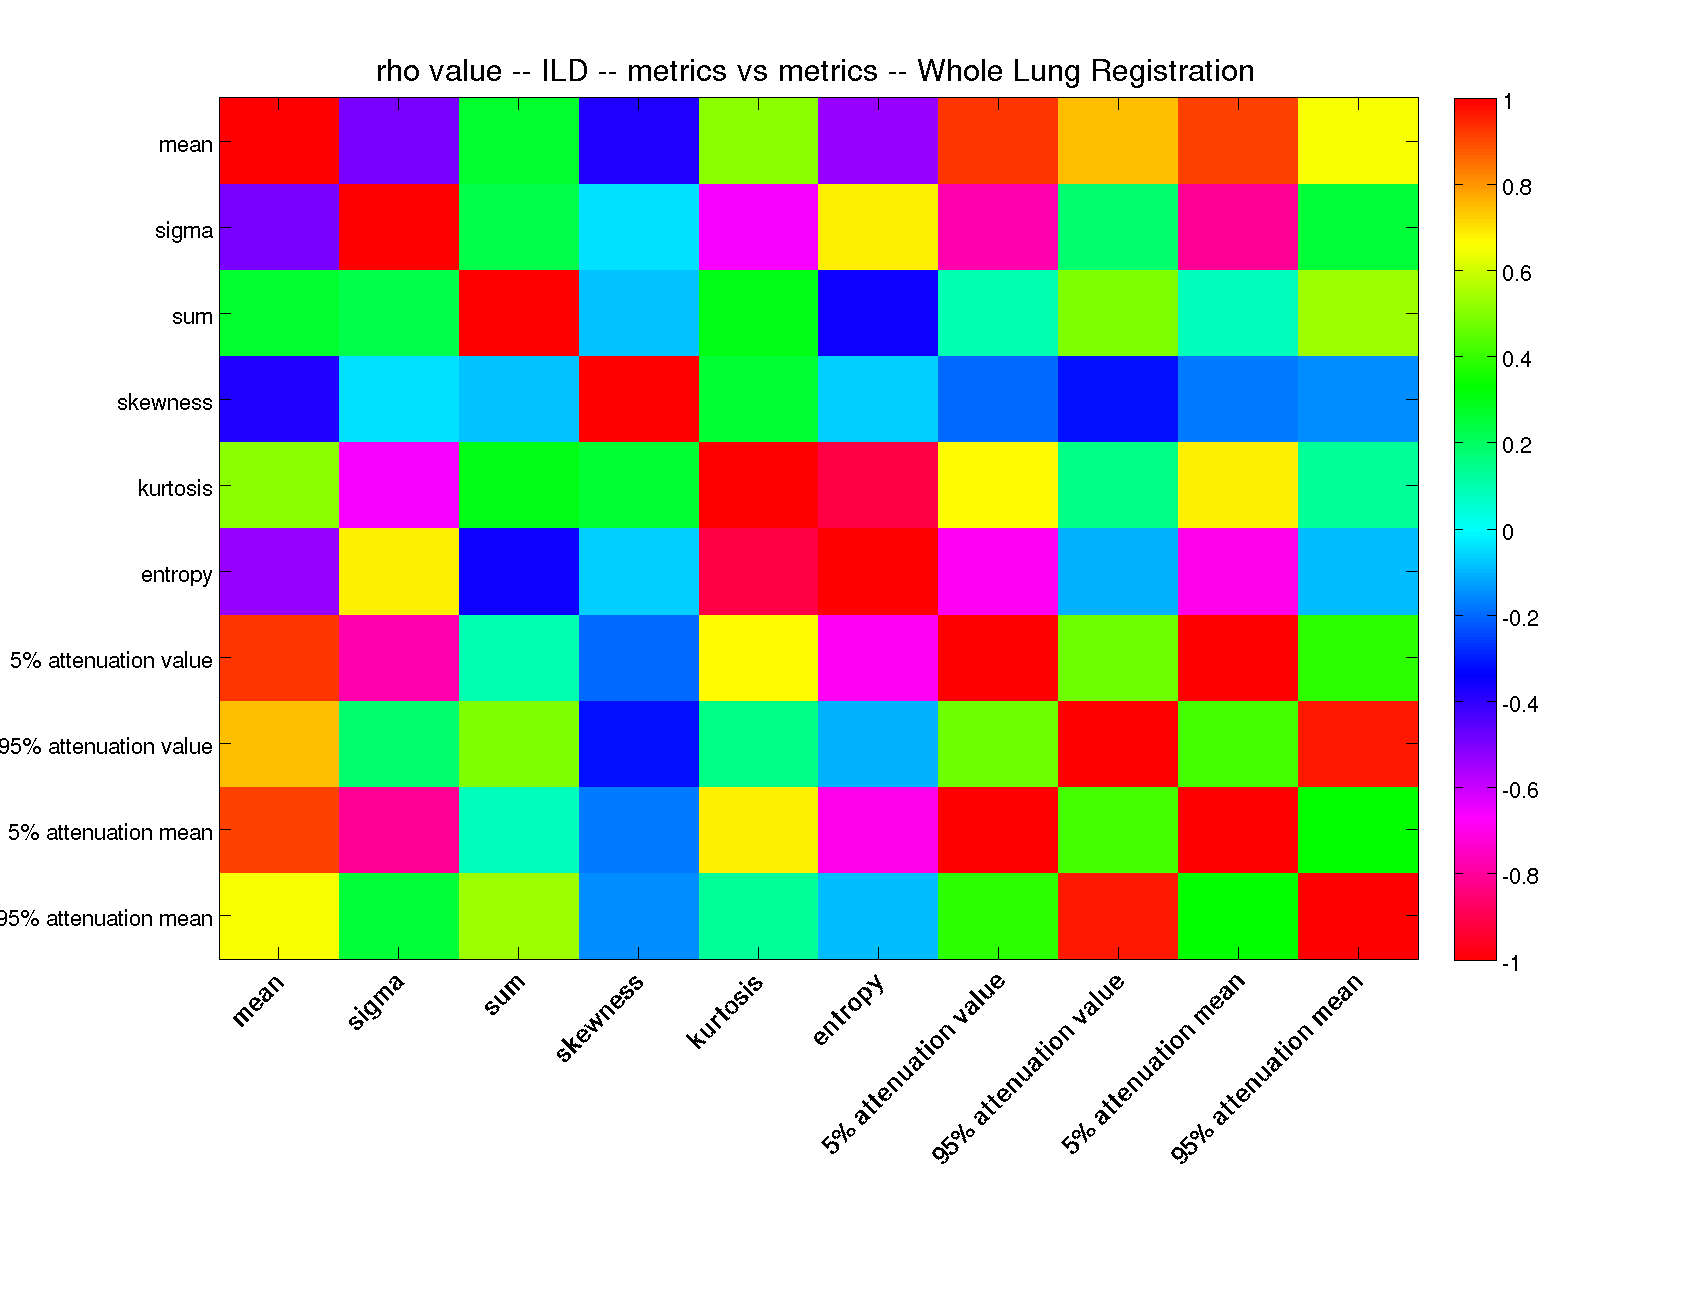 rho value -- ILD -- metrics vs metrics -- Whole Lung Registration
mean
sigma
sum
skewness
kurtosis
entropy
5% attenuation value
95% attenuation value
5% attenuation mean
95% attenuation mean
1
0.8
0.6
0.4
0.2
0
-0.2
-0.4
-0.6
-0.8
-1
mean
sigma
sum
skewness
kurtosis
entropy
5% attenuation value
95% attenuation value
5% attenuation mean
95% attenuation mean